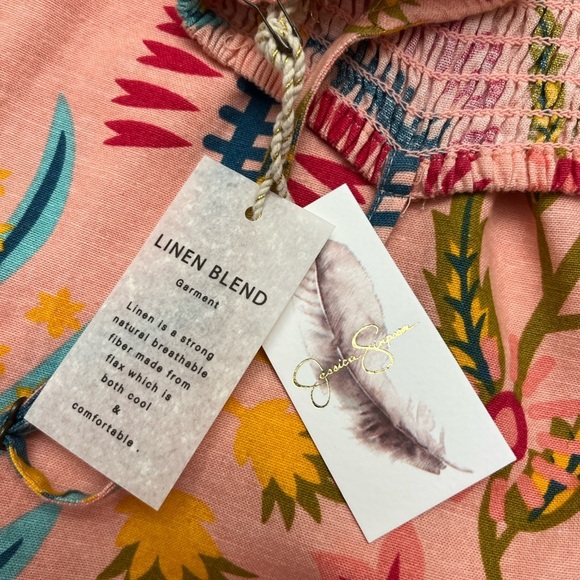 LINEN BLEND
Garment
Linen is a strong
natural breathable
fiber made from
flax which is
both cool
&
comfortable .
Jessica Simpson